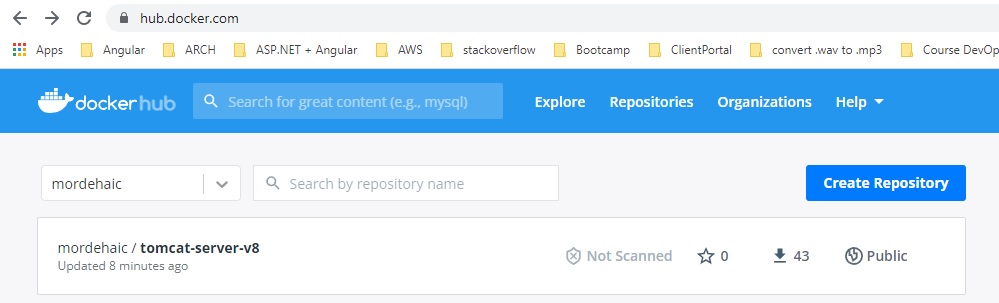 hub.docker.com
Apps Angular ARCH ASP.NET + Angular AWS stackoverflow Bootcamp ClientPortal convert .wav to .mp3 Course DevOp
dockerhub Search for great content (e.g., mysql) Explore Repositories Organizations Help
mordehaic Search by repository name Create Repository
mordehaic / tomcat-server-v8 Not Scanned 0 43 Public
Updated 8 minutes ago